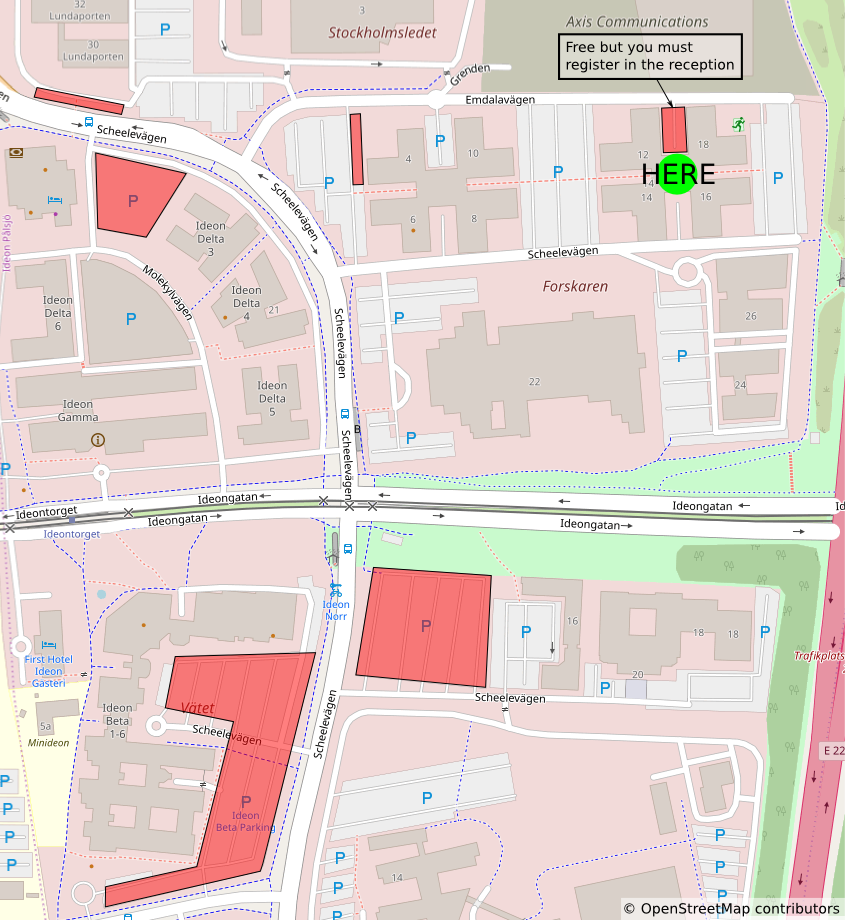 32
Lundaporten
P
3
Stockholmsledet
Axis Communications
Free but you must
register in the reception
30
Lundaporten
Grenden
Emdalavägen
Scheelevägen
P
P
P
P
4
10
12
18
HERE
14
16
6
8
P
Ideon Pålsjö
Scheelevägen
Ideon
Delta
3
Scheelevägen
Molekylvägen
Forskaren
Ideon
Delta
6
P
Ideon
Delta
4
21
P
26
Scheelevägen
P
22
24
Ideon
Delta
5
Ideon
Gamma
P
B
P
Scheelevägen
Ideontorget
Ideongatan
Ideongatan
Ideongatan
Ideongatan
Ideontorget
Ideon
Norr
First Hotel
Ideon
Gasteri
P
16
P
18
18
P
20
P
Trafikplats
Ideon
Beta
1-6
Vätet
Scheelevägen
Scheelevägen
Scheelevägen
5a
Minideon
E 22
P
P
P
P
P
Ideon
Beta Parking
P
P
P
P
14
P
P
P
P
© OpenStreetMap contributors